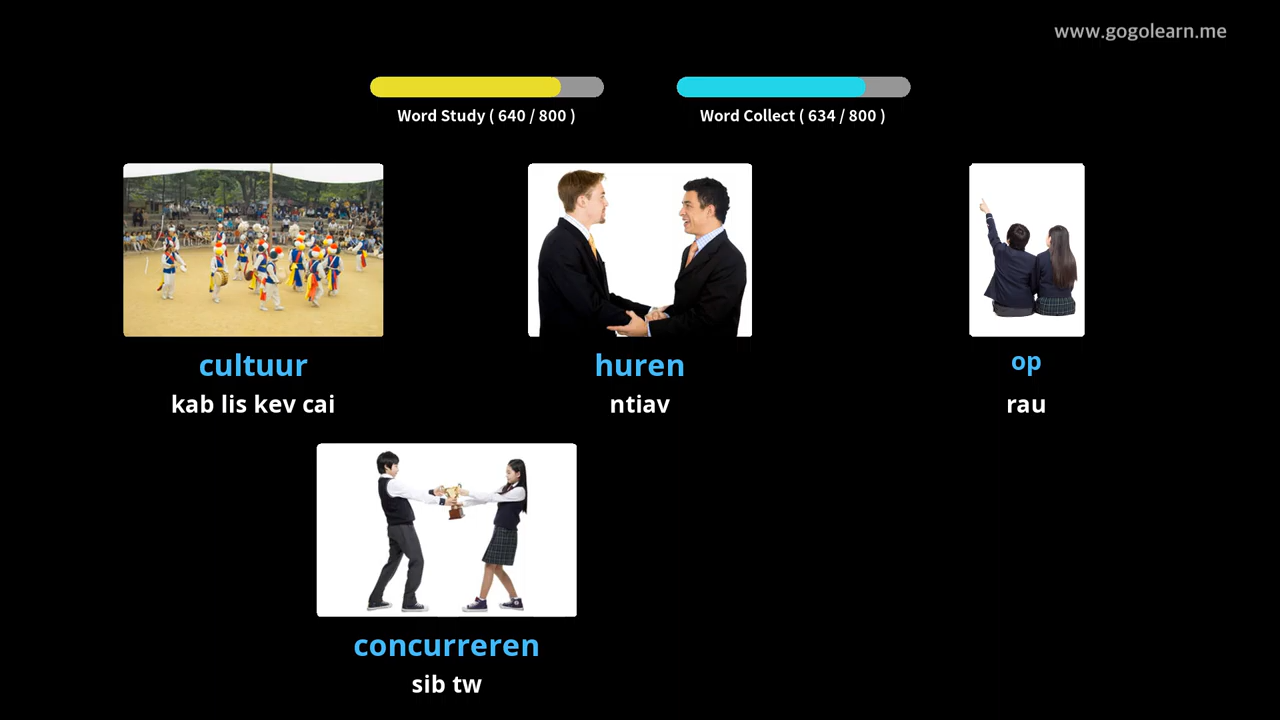 www.gogolearn.me
Word Study ( 640 / 800 )
Word Collect ( 634 / 800 )
cultuur
kab lis kev cai
huren
ntiav
op
rau
concurreren
sib tw